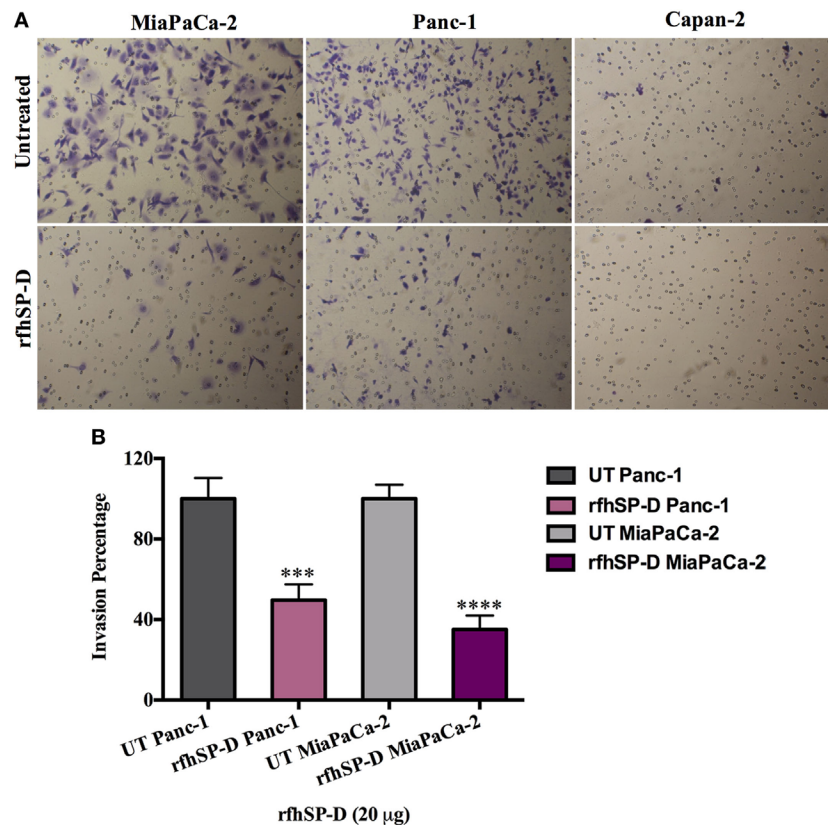 A
MiaPaCa-2
Panc-1
Capan-2
Untreated
rfhSP-D
B
120
80
40
0
Invasion Percentage
***
****
UT Panc-1
rfhSP-D Panc-1
UT MiaPaCa-2
rfhSP-D MiaPaCa-2
rfhSP-D (20 μg)
UT Panc-1
rfhSP-D Panc-1
UT MiaPaCa-2
rfhSP-D MiaPaCa-2